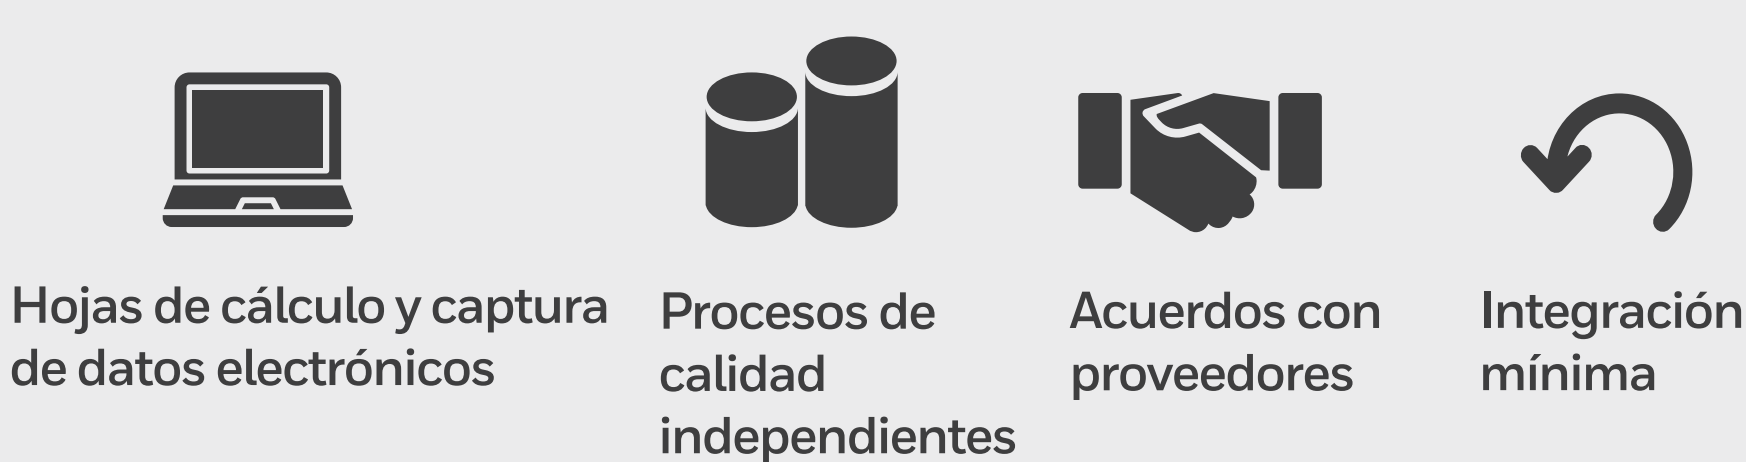 Hojas de cálculo y captura
de datos electrónicos
Procesos de
calidad
independientes
Acuerdos con
proveedores
Integración
mínima